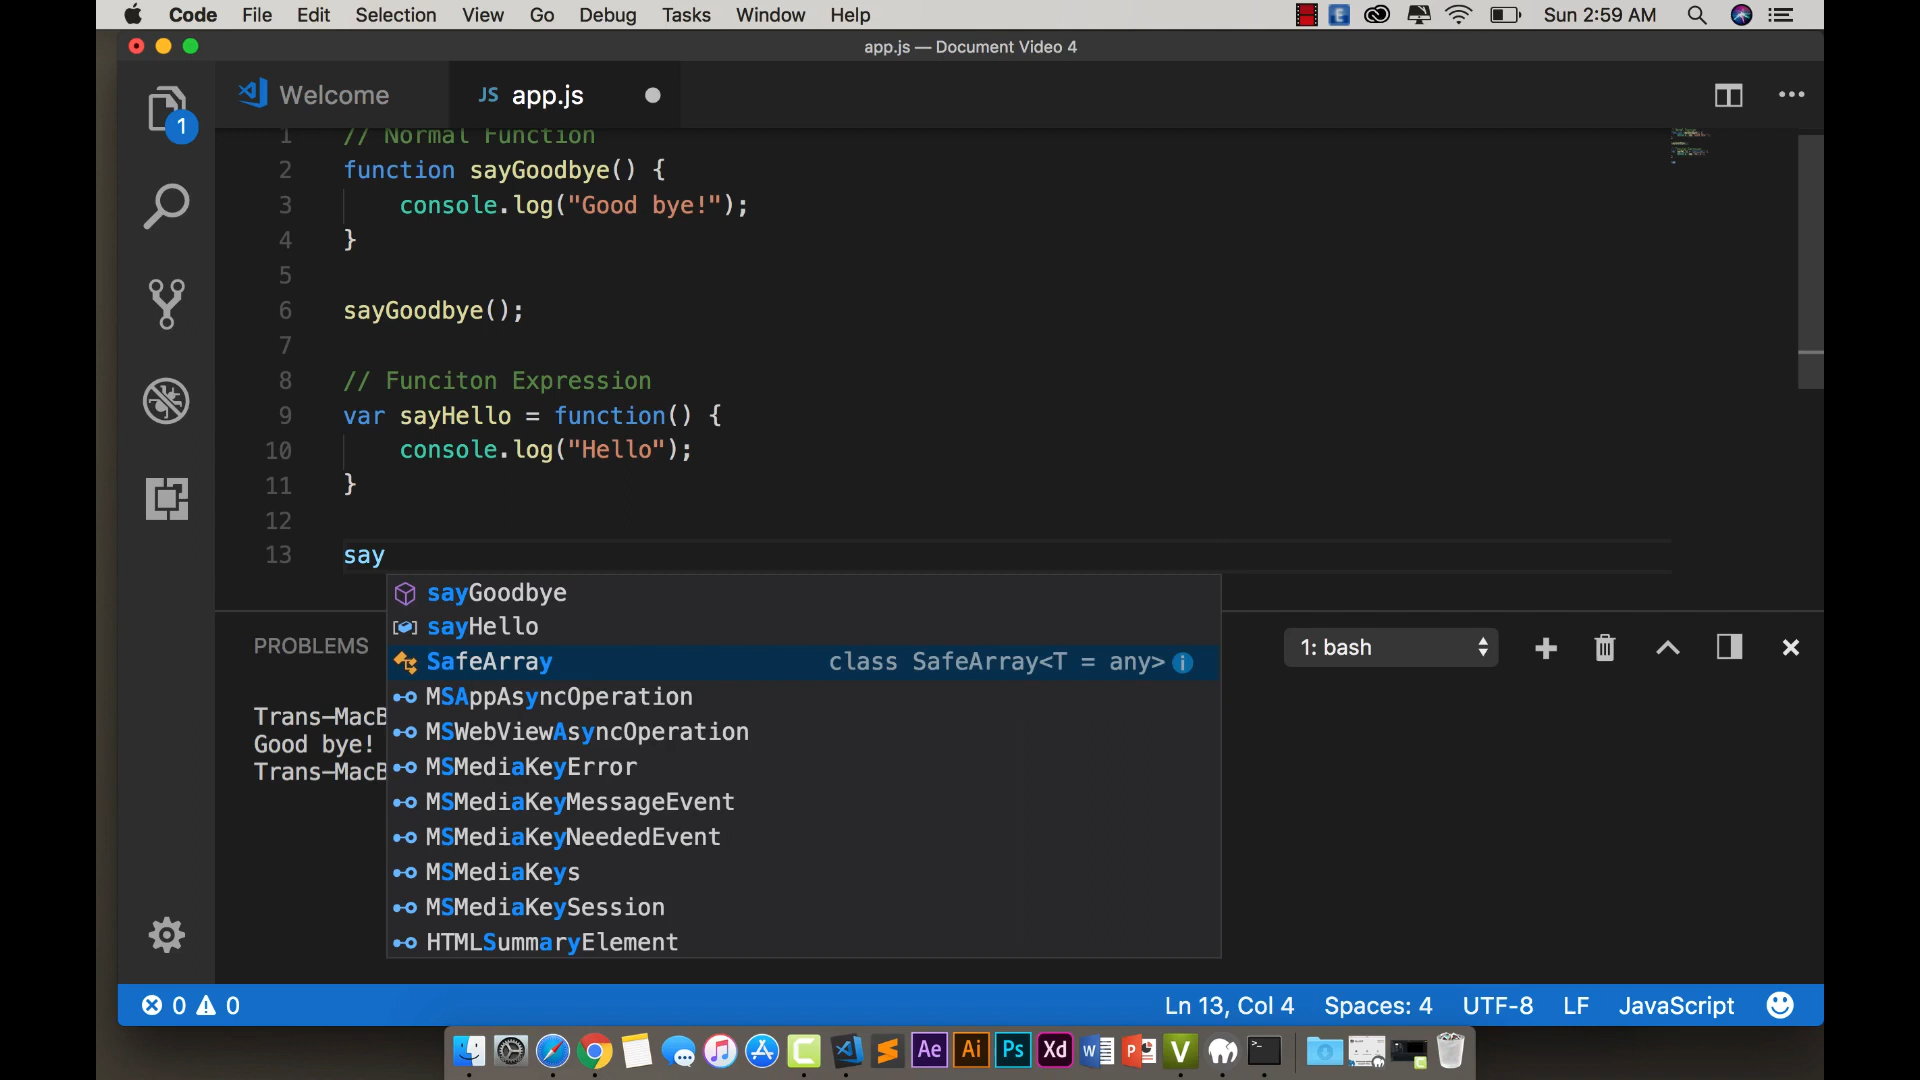 Code File Edit Selection View Go Debug Tasks Window Help Sun 2:59 AM
app.js — Document Video 4
Welcome JS app.js
1
1 // Normal Function
2 function sayGoodbye() {
3 console.log("Good bye!");
4 }
5
6 sayGoodbye();
7
8 // Funciton Expression
9 var sayHello = function() {
10 console.log("Hello");
11 }
12
13 say
sayGoodbye
sayHello
SafeArray class SafeArray<T = any>
MSAppAsyncOperation
MSWebViewAsyncOperation
MSMediaKeyError
MSMediaKeyMessageEvent
MSMediaKeyNeededEvent
MSMediaKeys
MSMediaKeySession
HTMLSummaryElement
PROBLEMS 1: bash
Trans-MacB
Good bye!
Trans-MacB
0 0 Ln 13, Col 4 Spaces: 4 UTF-8 LF JavaScript
Ae Ai Ps Xd W P V